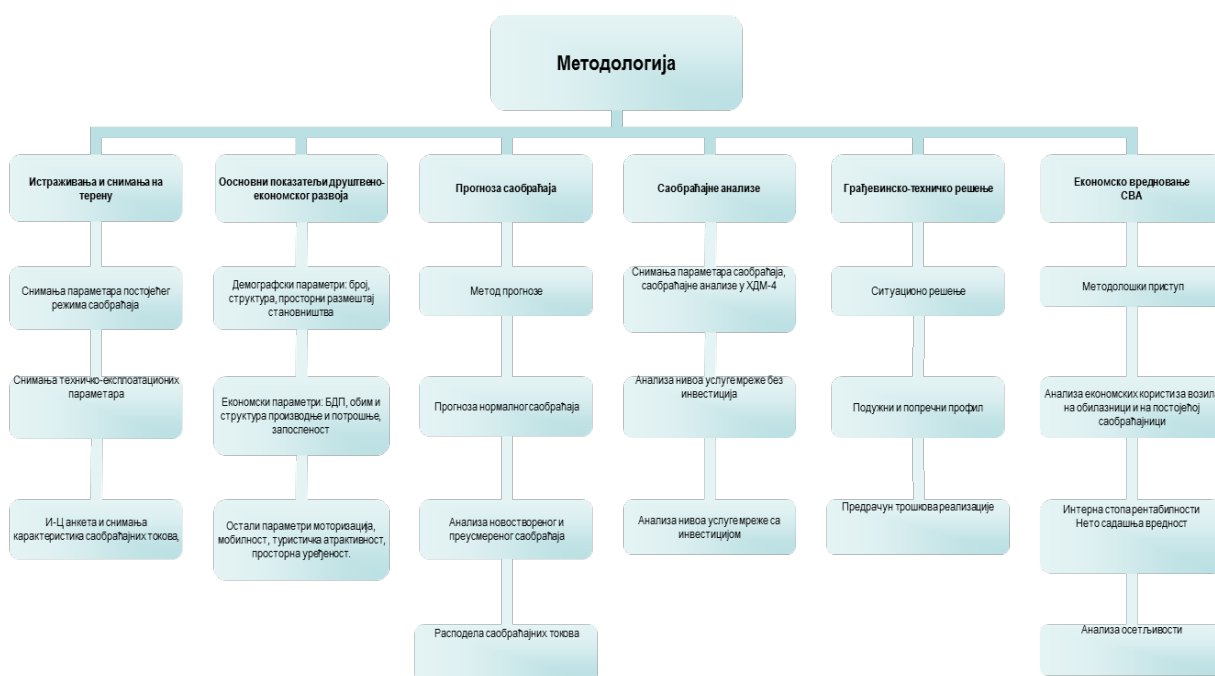 Методологија
Истраживања и снимања на
терену
Снимања параметара постојећег
режима саобраћаја
Снимања техничко-експлоатационих
параметара
И-Ц анкета и снимања
карактеристика саобраћајних токова,
Оосновни показатељи друштвено-
економског развоја
Демографски параметри: број,
структура, просторни размештај
становништва
Економски параметри: БДП, обим и
структура производње и потрошње,
запосленост
Остали параметри моторизација,
мобилност, туристичка атрактивност,
просторна уређеност.
Прогноза саобраћаја
Метод прогнозе
Прогноза нормалног саобраћаја
Анализа новоствореног и
преусмереног саобраћаја
Расподела саобраћајних токова
Саобраћајне анализе
Снимања параметара саобраћаја,
саобраћајне анализе у ХДМ-4
Анализа нивоа услуге мреже без
инвестиција
Анализа нивоа услуге мреже са
инвестицијом
Грађевинско-техничко решење
Ситуационо решење
Подужни и попречни профил
Предрачун трошкова реализације
Економско вредновање
СВА
Методолошки приступ
Анализа економских користи за возила
на обилазници и на постојећој
саобраћајници
Интерна стопа рентабилности
Нето садашња вредност
Анализа осетљивости